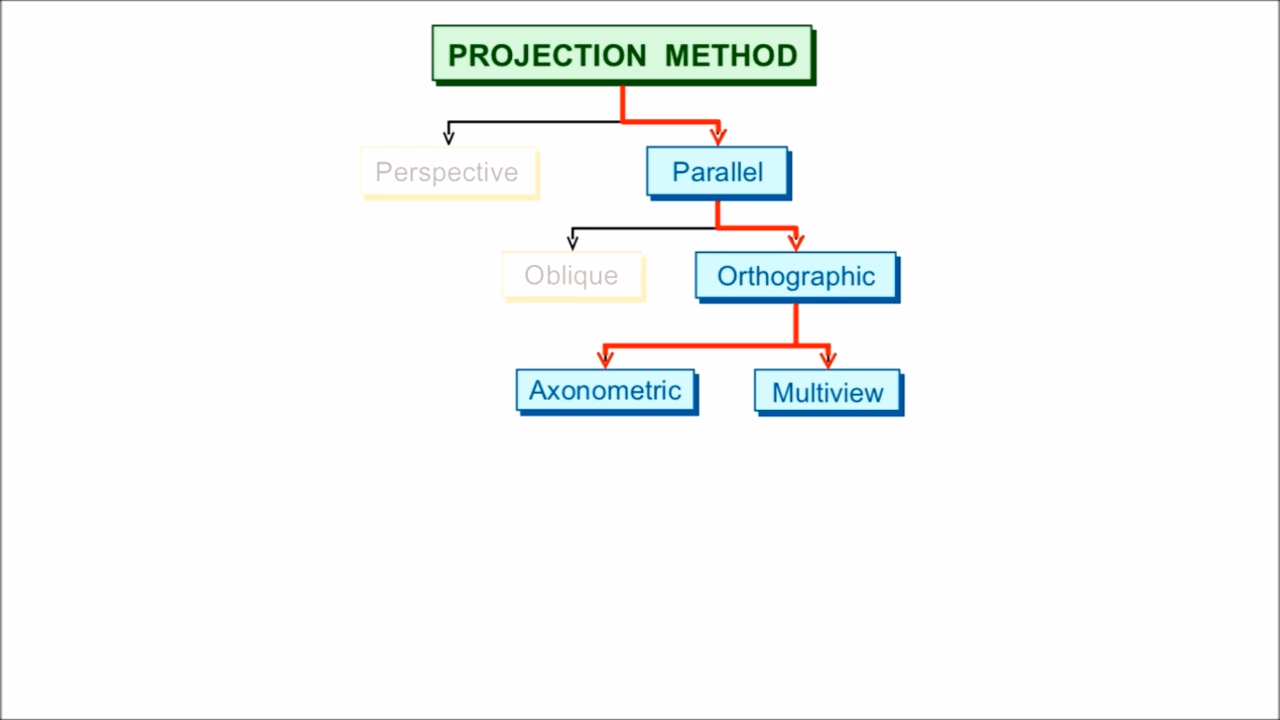 PROJECTION METHOD
Perspective
Parallel
Oblique
Orthographic
Axonometric
Multiview